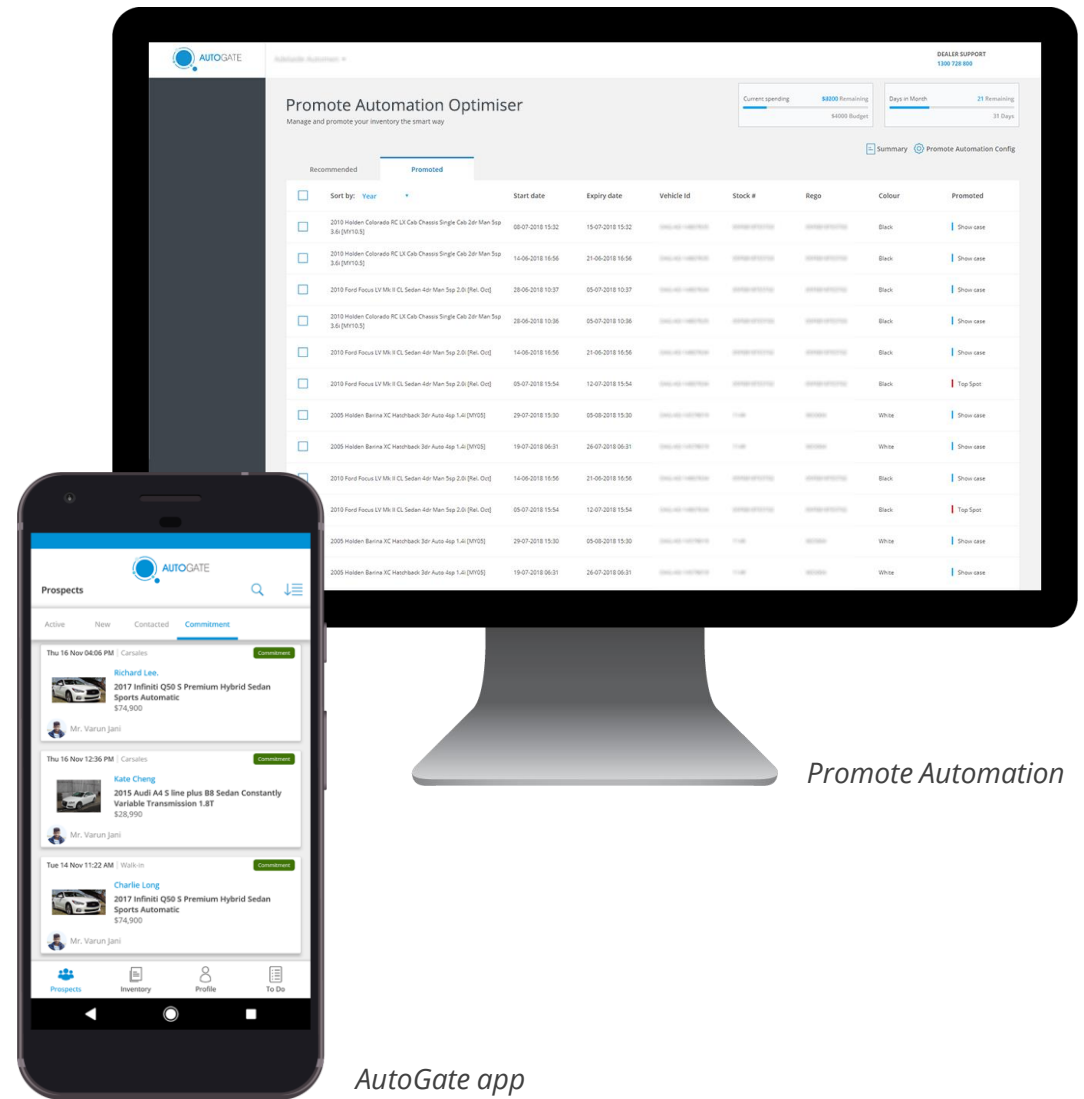 AUTOGATE
DEALER SUPPORT
1300 728 800
Promote Automation Optimiser
Manage and promote your inventory the smart way
Current spending $4000 Remaining
$4000 Budget
Days in Month 21 Remaining
31 Days
Summary Promote Automation Config
Recommended Promoted
Sort by: Year Start date Expiry date Vehicle Id Stock # Rego Colour Promoted
2010 Holden Colorado RC LX Cab Chassis Single Cab 2dr Man 5sp
3.6i [MY10.5] 08-07-2018 15:32 15-07-2018 15:32 Black Show case
2010 Holden Colorado RC LX Cab Chassis Single Cab 2dr Man 5sp
3.6i [MY10.5] 14-06-2018 16:56 21-06-2018 16:56 Black Show case
2010 Ford Focus LV Mk II CL Sedan 4dr Man 5sp 2.0i [Rel. Oct] 28-06-2018 10:37 05-07-2018 10:37 Black Show case
2010 Holden Colorado RC LX Cab Chassis Single Cab 2dr Man 5sp
3.6i [MY10.5] 28-06-2018 10:36 05-07-2018 10:36 Black Show case
2010 Ford Focus LV Mk II CL Sedan 4dr Man 5sp 2.0i [Rel. Oct] 14-06-2018 16:56 21-06-2018 16:56 Black Show case
2010 Ford Focus LV Mk II CL Sedan 4dr Man 5sp 2.0i [Rel. Oct] 05-07-2018 15:54 12-07-2018 15:54 Black Top Spot
2005 Holden Barina XC Hatchback 3dr Auto 4sp 1.4i [MY05] 29-07-2018 15:30 05-08-2018 15:30 White Show case
2005 Holden Barina XC Hatchback 3dr Auto 4sp 1.4i [MY05] 19-07-2018 06:31 26-07-2018 06:31 White Show case
2010 Ford Focus LV Mk II CL Sedan 4dr Man 5sp 2.0i [Rel. Oct] 14-06-2018 16:56 21-06-2018 16:56 Black Show case
2010 Ford Focus LV Mk II CL Sedan 4dr Man 5sp 2.0i [Rel. Oct] 05-07-2018 15:54 12-07-2018 15:54 Black Top Spot
2005 Holden Barina XC Hatchback 3dr Auto 4sp 1.4i [MY05] 29-07-2018 15:30 05-08-2018 15:30 White Show case
2005 Holden Barina XC Hatchback 3dr Auto 4sp 1.4i [MY05] 19-07-2018 06:31 26-07-2018 06:31 White Show case
Promote Automation
AUTOGATE
Prospects
Active New Contacted Commitment
Thu 16 Nov 04:06 PM | Carsales Commitment
Richard Lee.
2017 Infiniti Q50 S Premium Hybrid Sedan
Sports Automatic
$74,900
Mr. Varun Jani
Thu 16 Nov 12:36 PM | Carsales Commitment
Kate Cheng
2015 Audi A4 S line plus B8 Sedan Constantly
Variable Transmission 1.8T
$28,990
Mr. Varun Jani
Tue 14 Nov 11:22 AM | Walk-in Commitment
Charlie Long
2017 Infiniti Q50 S Premium Hybrid Sedan
Sports Automatic
$74,900
Mr. Varun Jani
Prospects Inventory Profile To Do
AutoGate app